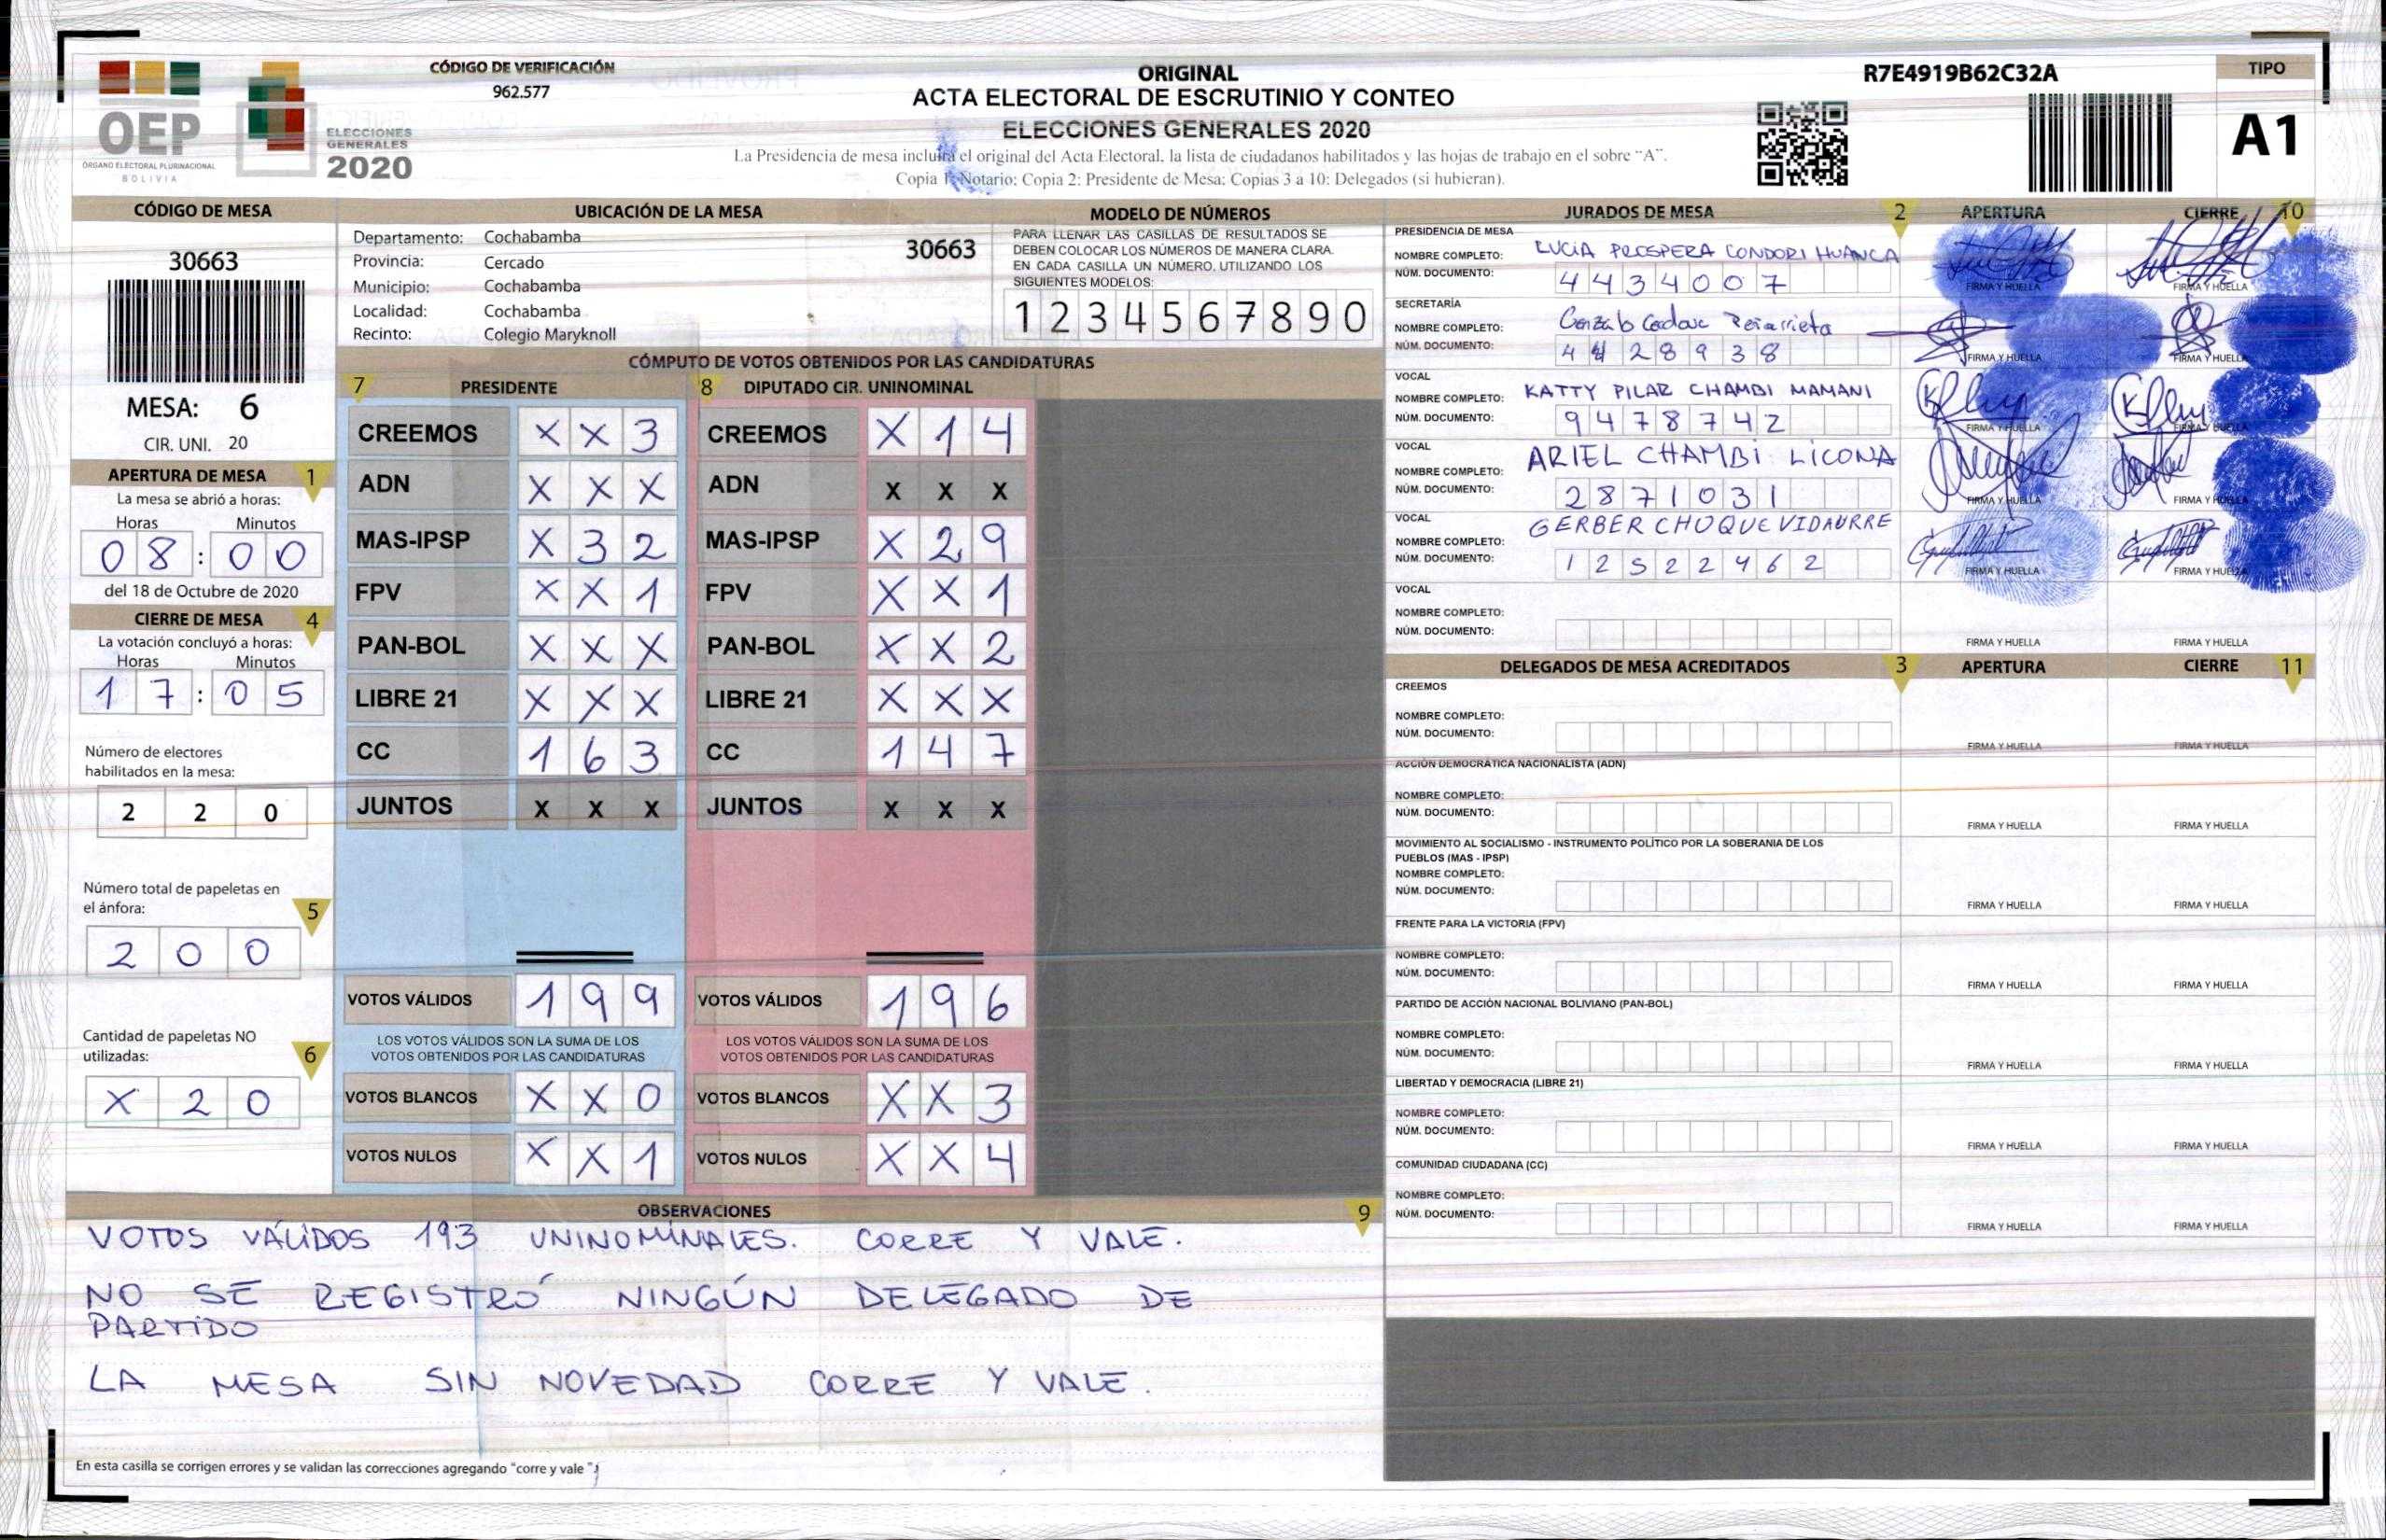 CÓDIGO DE VERIFICACIÓN
962.577
OEP
ÓRGANO ELECTORAL PLURINACIONAL
BOLIVIA
ELECCIONES
GENERALES
2020
ORIGINAL
ACTA ELECTORAL DE ESCRUTINIO Y CONTEO
ELECCIONES GENERALES 2020
La Presidencia de mesa incluirá el original del Acta Electoral, la lista de ciudadanos habilitados y las hojas de trabajo en el sobre "A".
Copia 1: Notario; Copia 2: Presidente de Mesa; Copias 3 a 10: Delegados (si hubieran).
R7E4919B62C32A
TIPO
A1
CÓDIGO DE MESA
30663
MESA: 6
CIR. UNI. 20
APERTURA DE MESA 1
La mesa se abrió a horas:
Horas Minutos
08:00
del 18 de Octubre de 2020
CIERRE DE MESA 4
La votación concluyó a horas:
Horas Minutos
17:05
Número de electores
habilitados en la mesa:
2 2 0
Número total de papeletas en
el ánfora:
5
2 0 0
Cantidad de papeletas NO
utilizadas:
6
X 2 0
UBICACIÓN DE LA MESA
Departamento: Cochabamba
Provincia: Cercado
Municipio: Cochabamba
Localidad: Cochabamba
Recinto: Colegio Maryknoll
30663
MODELO DE NÚMEROS
PARA LLENAR LAS CASILLAS DE RESULTADOS SE
DEBEN COLOCAR LOS NÚMEROS DE MANERA CLARA.
EN CADA CASILLA UN NÚMERO, UTILIZANDO LOS
SIGUIENTES MODELOS:
1 2 3 4 5 6 7 8 9 0
CÓMPUTO DE VOTOS OBTENIDOS POR LAS CANDIDATURAS
7 PRESIDENTE 8 DIPUTADO CIR. UNINOMINAL
CREEMOS X X 3 CREEMOS X 1 4
ADN X X X ADN X X X
MAS-IPSP X 3 2 MAS-IPSP X 2 9
FPV X X 1 FPV X X 1
PAN-BOL X X X PAN-BOL X X 2
LIBRE 21 X X X LIBRE 21 X X X
CC 1 6 3 CC 1 4 7
JUNTOS X X X JUNTOS X X X
VOTOS VÁLIDOS 1 9 9 VOTOS VÁLIDOS 1 9 6
LOS VOTOS VÁLIDOS SON LA SUMA DE LOS LOS VOTOS VÁLIDOS SON LA SUMA DE LOS
VOTOS OBTENIDOS POR LAS CANDIDATURAS VOTOS OBTENIDOS POR LAS CANDIDATURAS
VOTOS BLANCOS X X 0 VOTOS BLANCOS X X 3
VOTOS NULOS X X 1 VOTOS NULOS X X 4
OBSERVACIONES 9
VOTOS VÁLIDOS 193 UNINOMINALES. CORRE Y VALE.
NO SE REGISTRÓ NINGÚN DELEGADO DE
PARTIDO
LA MESA SIN NOVEDAD CORRE Y VALE.
En esta casilla se corrigen errores y se validan las correcciones agregando "corre y vale"
JURADOS DE MESA 2 APERTURA CIERRE 10
PRESIDENCIA DE MESA
NOMBRE COMPLETO: LUCIA PROSPERA CONDORI HUANCA
NÚM. DOCUMENTO: 4434007
FIRMA Y HUELLA FIRMA Y HUELLA
SECRETARÍA
NOMBRE COMPLETO: Peñarrieta
NÚM. DOCUMENTO: 4428938
FIRMA Y HUELLA FIRMA Y HUELLA
VOCAL
NOMBRE COMPLETO: KATTY PILAR CHAMBI MAMANI
NÚM. DOCUMENTO: 9478742
FIRMA Y HUELLA FIRMA Y HUELLA
VOCAL
NOMBRE COMPLETO: ARIEL CHAMBI LICONA
NÚM. DOCUMENTO: 2871031
FIRMA Y HUELLA FIRMA Y HUELLA
VOCAL
NOMBRE COMPLETO: GERBER CHOQUE VIDAURRE
NÚM. DOCUMENTO: 12522462
FIRMA Y HUELLA FIRMA Y HUELLA
VOCAL
NOMBRE COMPLETO:
NÚM. DOCUMENTO:
FIRMA Y HUELLA FIRMA Y HUELLA
DELEGADOS DE MESA ACREDITADOS 3 APERTURA CIERRE 11
CREEMOS
NOMBRE COMPLETO:
NÚM. DOCUMENTO:
FIRMA Y HUELLA FIRMA Y HUELLA
ACCIÓN DEMOCRÁTICA NACIONALISTA (ADN)
NOMBRE COMPLETO:
NÚM. DOCUMENTO:
FIRMA Y HUELLA FIRMA Y HUELLA
MOVIMIENTO AL SOCIALISMO - INSTRUMENTO POLÍTICO POR LA SOBERANIA DE LOS
PUEBLOS (MAS - IPSP)
NOMBRE COMPLETO:
NÚM. DOCUMENTO:
FIRMA Y HUELLA FIRMA Y HUELLA
FRENTE PARA LA VICTORIA (FPV)
NOMBRE COMPLETO:
NÚM. DOCUMENTO:
FIRMA Y HUELLA FIRMA Y HUELLA
PARTIDO DE ACCIÓN NACIONAL BOLIVIANO (PAN-BOL)
NOMBRE COMPLETO:
NÚM. DOCUMENTO:
FIRMA Y HUELLA FIRMA Y HUELLA
LIBERTAD Y DEMOCRACIA (LIBRE 21)
NOMBRE COMPLETO:
NÚM. DOCUMENTO:
FIRMA Y HUELLA FIRMA Y HUELLA
COMUNIDAD CIUDADANA (CC)
NOMBRE COMPLETO:
NÚM. DOCUMENTO:
FIRMA Y HUELLA FIRMA Y HUELLA